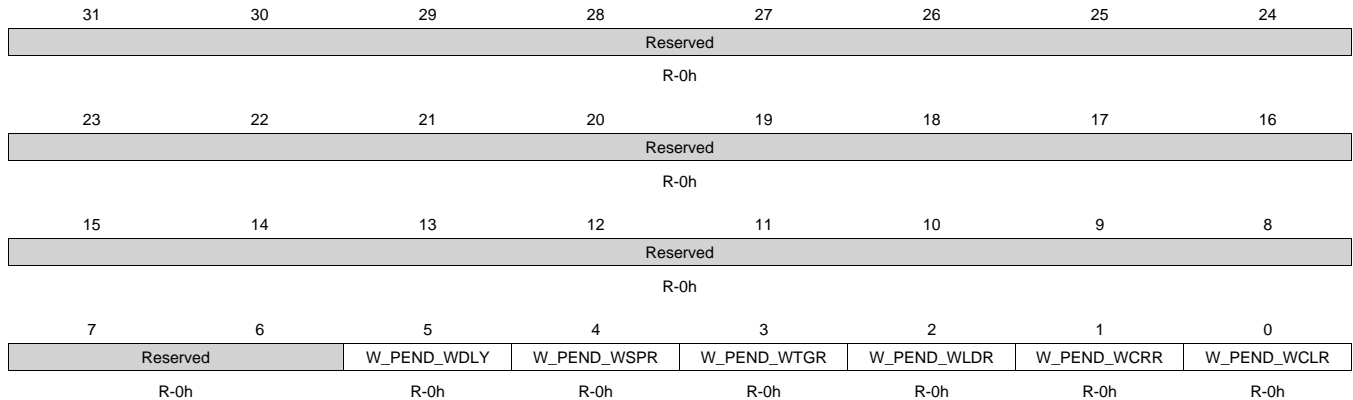 31 30 29 28 27 26 25 24
Reserved
R-0h
23 22 21 20 19 18 17 16
Reserved
R-0h
15 14 13 12 11 10 9 8
Reserved
R-0h
7 6 5 4 3 2 1 0
Reserved W_PEND_WDLY W_PEND_WSPR W_PEND_WTGR W_PEND_WLDR W_PEND_WCRR W_PEND_WCLR
R-0h R-0h R-0h R-0h R-0h R-0h R-0h